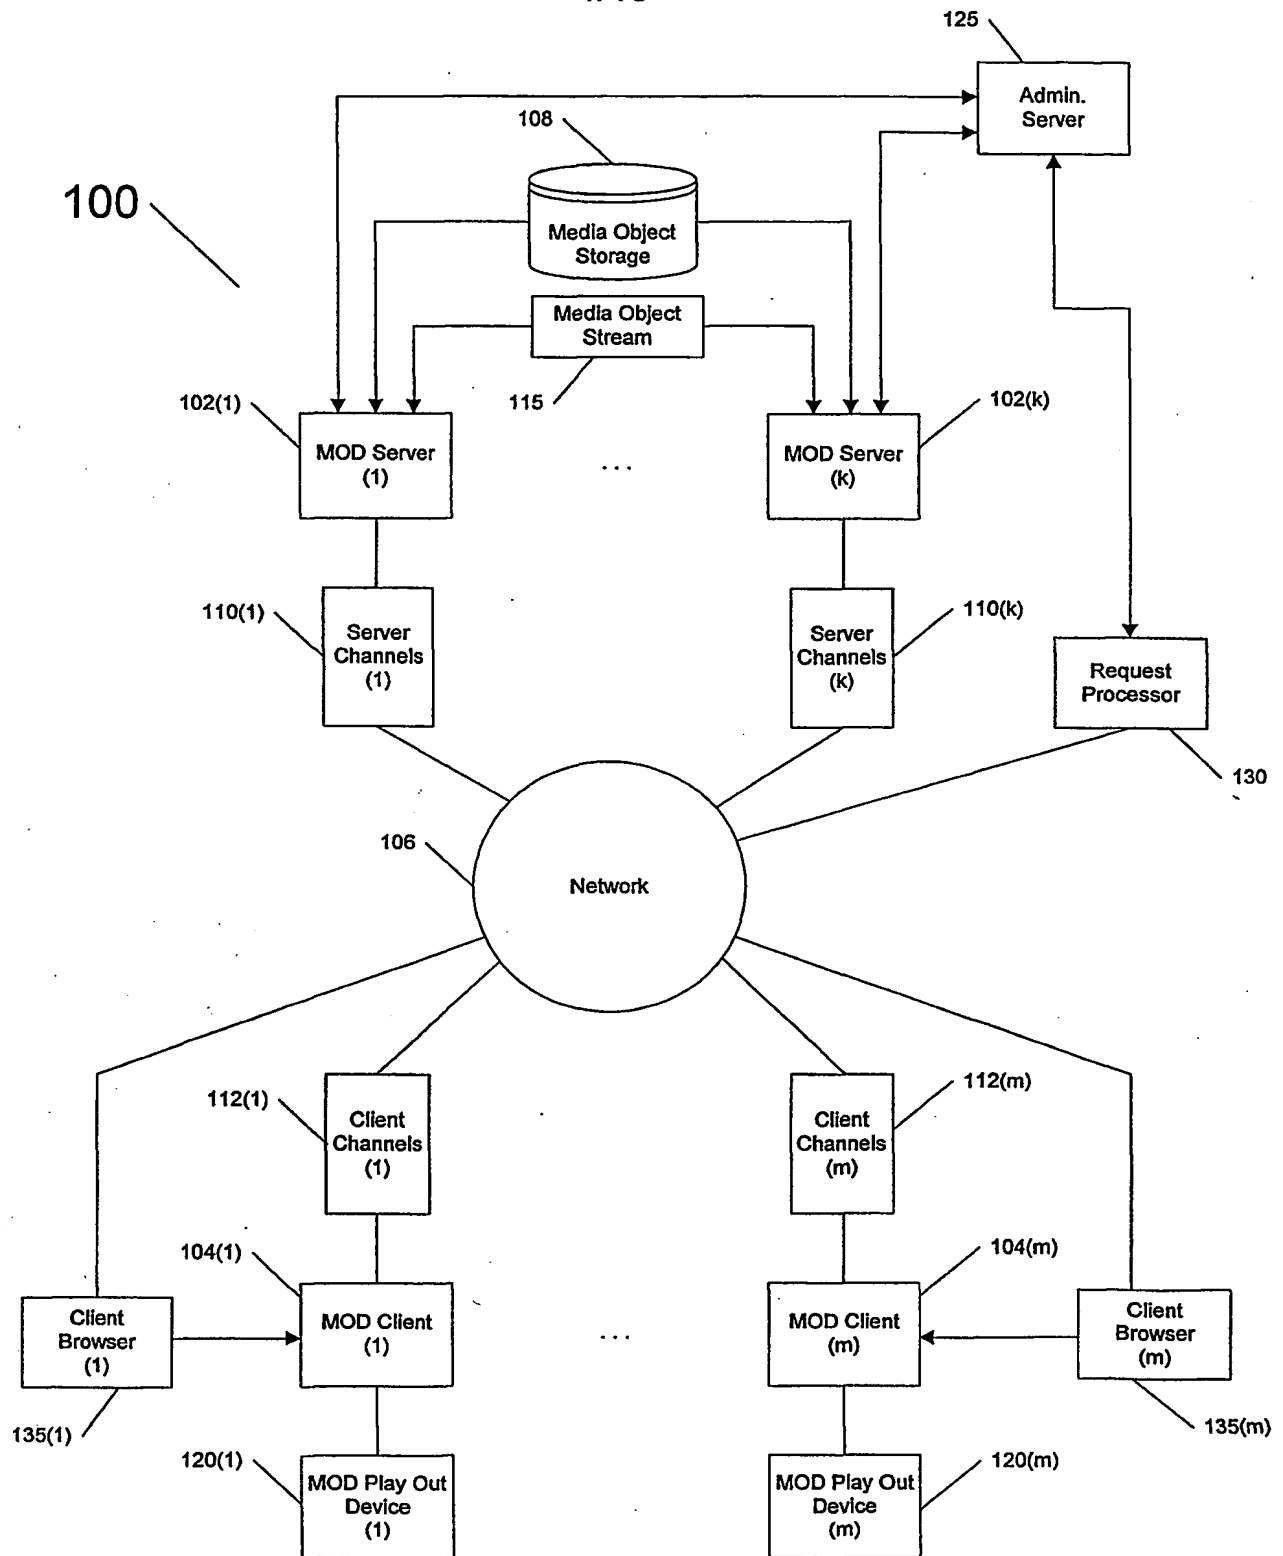 125
Admin.
Server
108
100
Media Object
Storage
Media Object
Stream
115
102(1)
MOD Server
(1)
...
102(k)
MOD Server
(k)
110(1)
Server
Channels
(1)
110(k)
Server
Channels
(k)
Request
Processor
130
106
Network
112(1)
Client
Channels
(1)
112(m)
Client
Channels
(m)
104(1)
MOD Client
(1)
...
104(m)
MOD Client
(m)
Client
Browser
(1)
135(1)
Client
Browser
(m)
135(m)
120(1)
MOD Play Out
Device
(1)
120(m)
MOD Play Out
Device
(m)